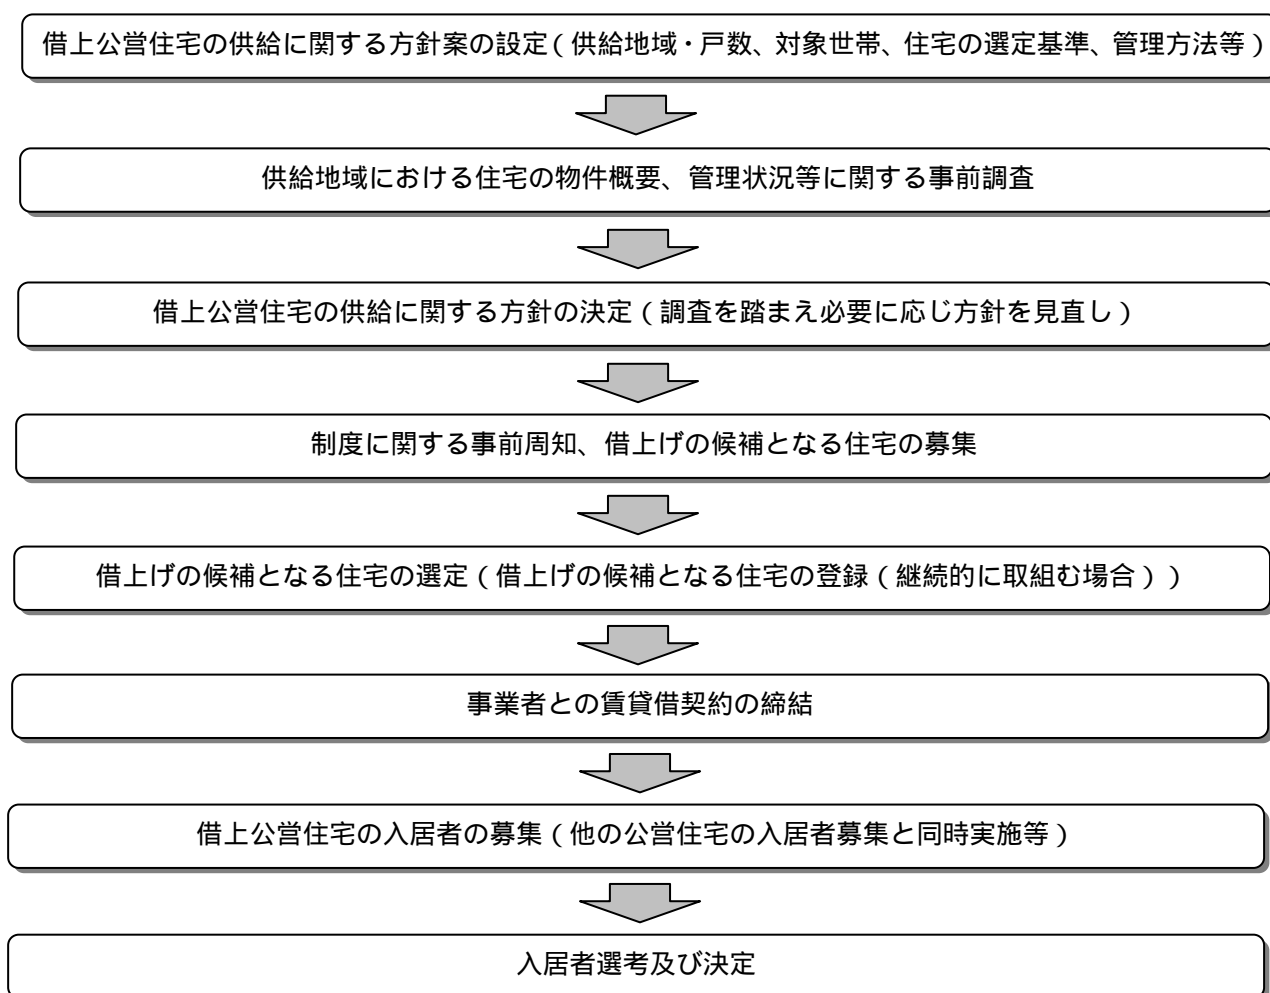 借上公営住宅の供給に関する方針案の設定（供給地域・戸数、対象世帯、住宅の選定基準、管理方法等）
供給地域における住宅の物件概要、管理状況等に関する事前調査
借上公営住宅の供給に関する方針の決定（調査を踏まえ必要に応じ方針を見直し）
制度に関する事前周知、借上げの候補となる住宅の募集
借上げの候補となる住宅の選定（借上げの候補となる住宅の登録（継続的に取組む場合））
事業者との賃貸借契約の締結
借上公営住宅の入居者の募集（他の公営住宅の入居者募集と同時実施等）
入居者選考及び決定